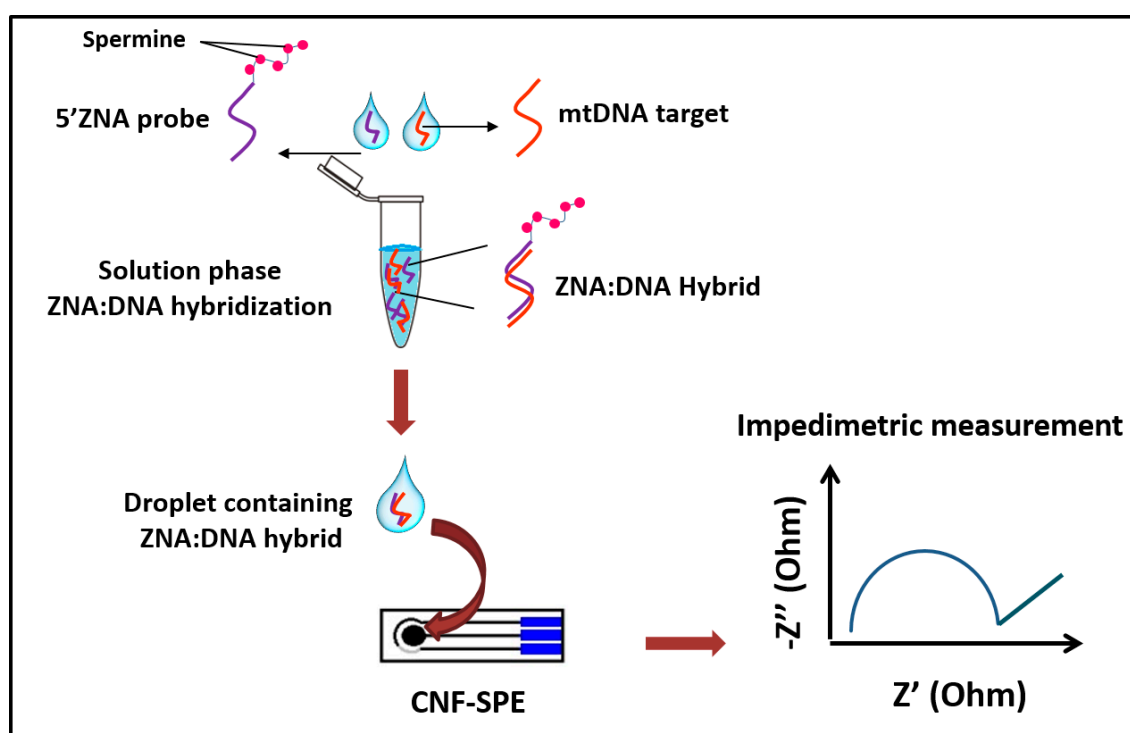 Spermine
5’ZNA probe
mtDNA target
Solution phase
ZNA:DNA hybridization
ZNA:DNA Hybrid
Droplet containing
ZNA:DNA hybrid
CNF-SPE
Impedimetric measurement
-Z’’ (Ohm)
Z’ (Ohm)